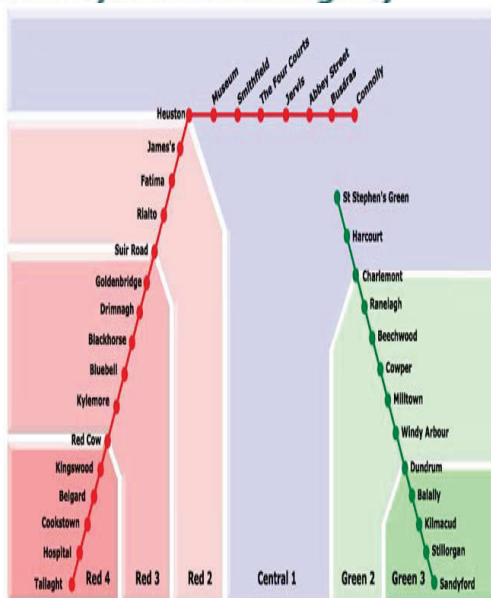 Heuston
Museum
Smithfield
The Four Courts
Jervis
Abbey Street
Busáras
Connolly
James's
Fatima
Rialto
Suir Road
Goldenbridge
Drimnagh
Blackhorse
Bluebell
Kylemore
Red Cow
Kingswood
Belgard
Cookstown
Hospital
Tallaght
St Stephen's Green
Harcourt
Charlemont
Ranelagh
Beechwood
Cowper
Milltown
Windy Arbour
Dundrum
Balally
Kilmacud
Stillorgan
Sandyford
Red 4 Red 3 Red 2 Central 1 Green 2 Green 3